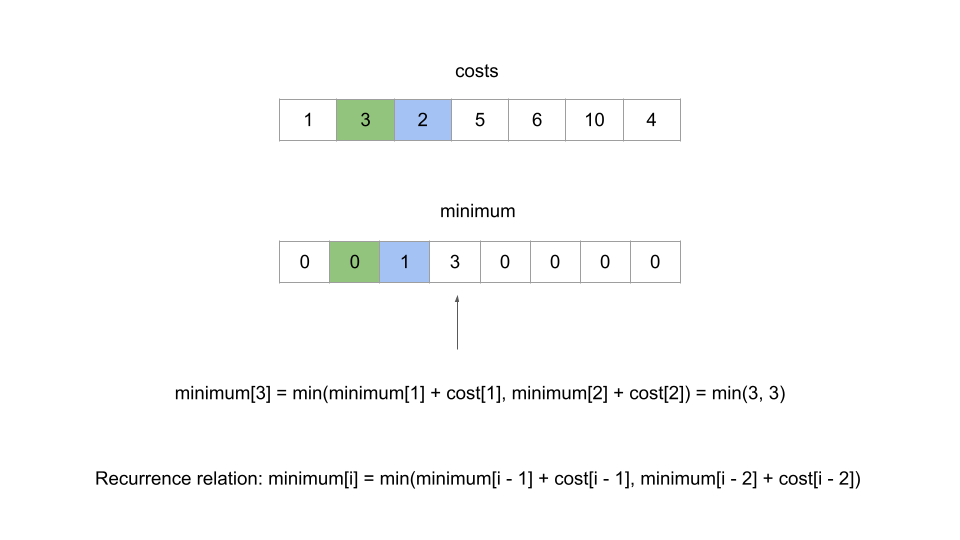 costs
1 3 2 5 6 10 4
minimum
0 0 1 3 0 0 0 0
minimum[3] = min(minimum[1] + cost[1], minimum[2] + cost[2]) = min(3, 3)
Recurrence relation: minimum[i] = min(minimum[i - 1] + cost[i - 1], minimum[i - 2] + cost[i - 2])